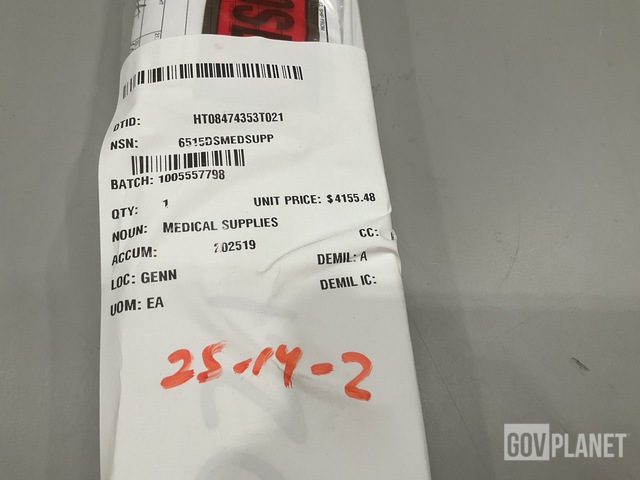 DTID: HT08474353T021
NSN: 6515DSMEDSUPP
BATCH: 1005557798
QTY: 1 UNIT PRICE: $4155.48
NOUN: MEDICAL SUPPLIES
ACCUM: 202519 CC:
LOC: GENN DEMIL: A
UOM: EA DEMIL IC:
25-14-2
GOVPLANET